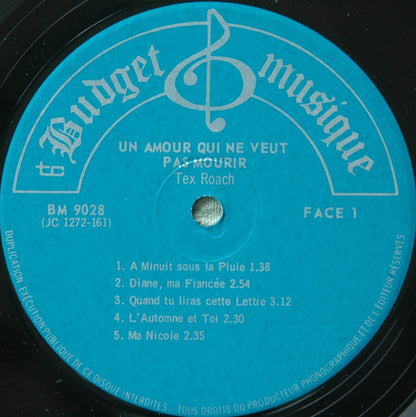 Budget musique
UN AMOUR QUI NE VEUT
PAS MOURIR
Tex Roach
BM 9028
(JC 1272-161)
FACE 1
1. A Minuit sous la Pluie 1.38
2. Diane, ma Fiancée 2.54
3. Quand tu liras cette Lettre 3.12
4. L'Automne et Toi 2.30
5. Ma Nicole 2.35
DUPLICATION, EXÉCUTION PUBLIQUE DE CE DISQUE INTERDITES - TOUS DROITS DU PRODUCTEUR PHONOGRAPHIQUE ET DE L'ÉDITEUR RÉSERVÉS